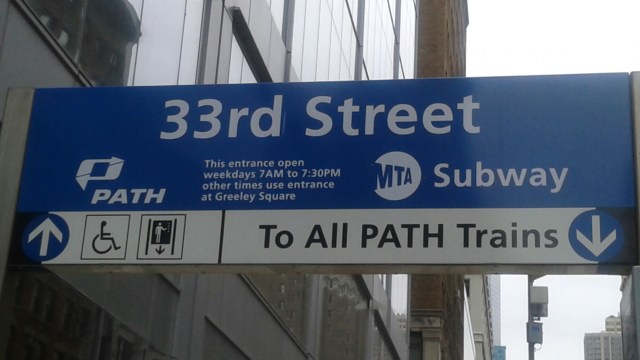 33rd Street
PATH
This entrance open
weekdays 7AM to 7:30PM
other times use entrance
at Greeley Square
MTA Subway
To All PATH Trains